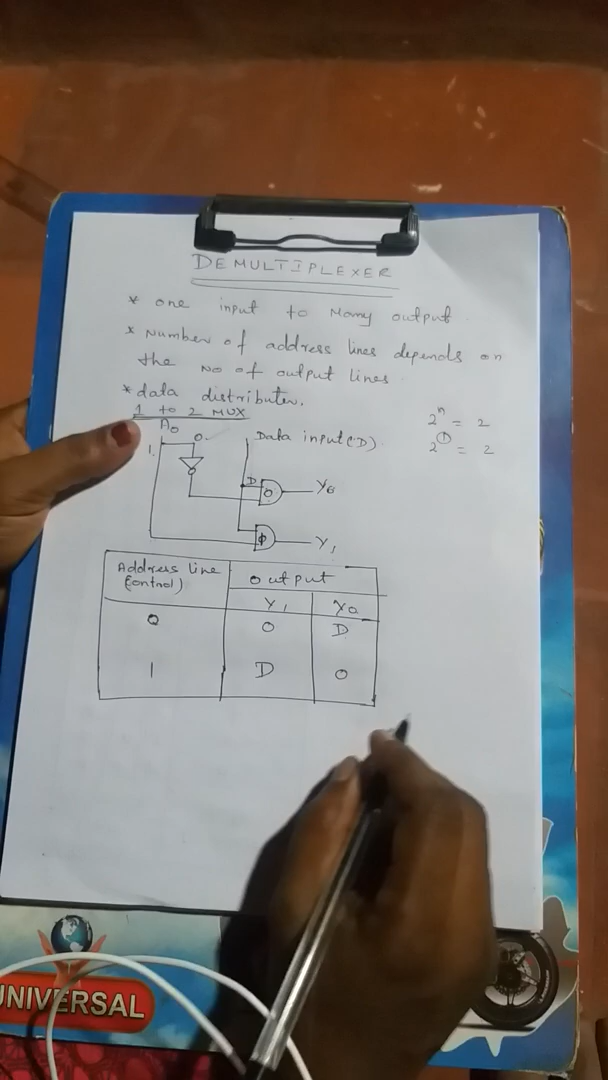 DEMULTIPLEXER
* one input to Many output.
* Number of address lines depends on
the No of output lines
* data distributer.
1 to 2 MUX
2^n = 2
2^1 = 2
A0
0
Data input(D)
1
D
Y0
Y1
Address line
(control)
output
Y1
Y0
0
0
D
1
D
0
UNIVERSAL